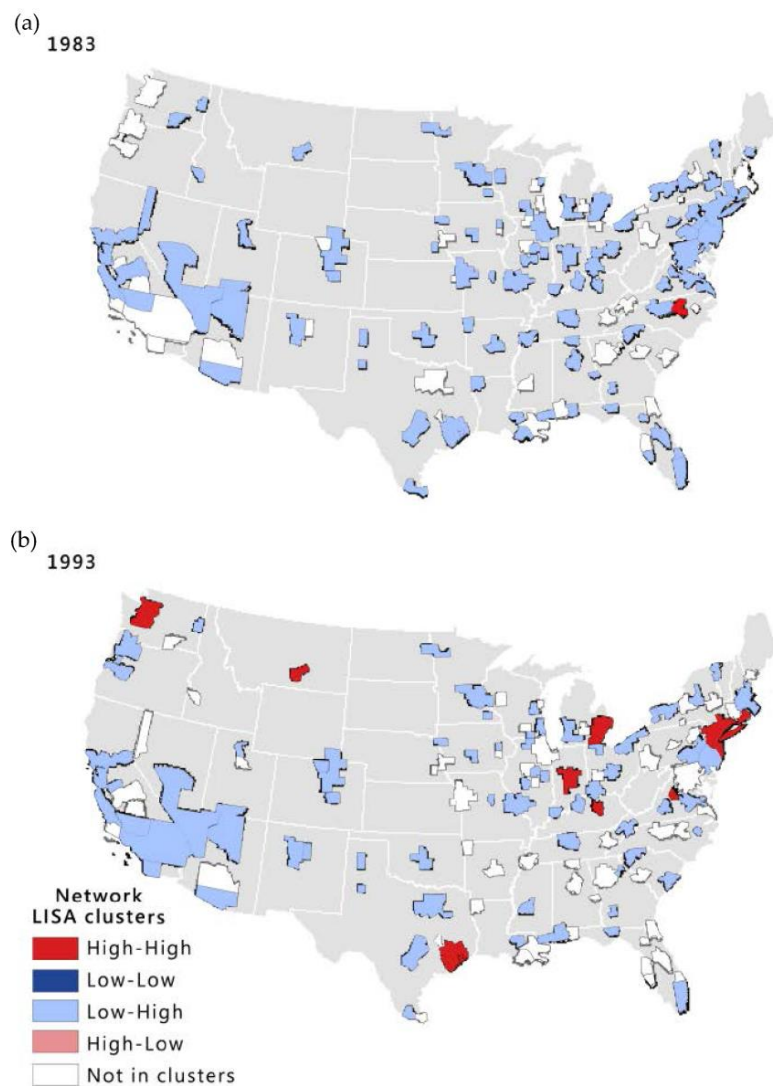 (a)
1983
(b)
1993
Network
LISA clusters
High-High
Low-Low
Low-High
High-Low
Not in clusters